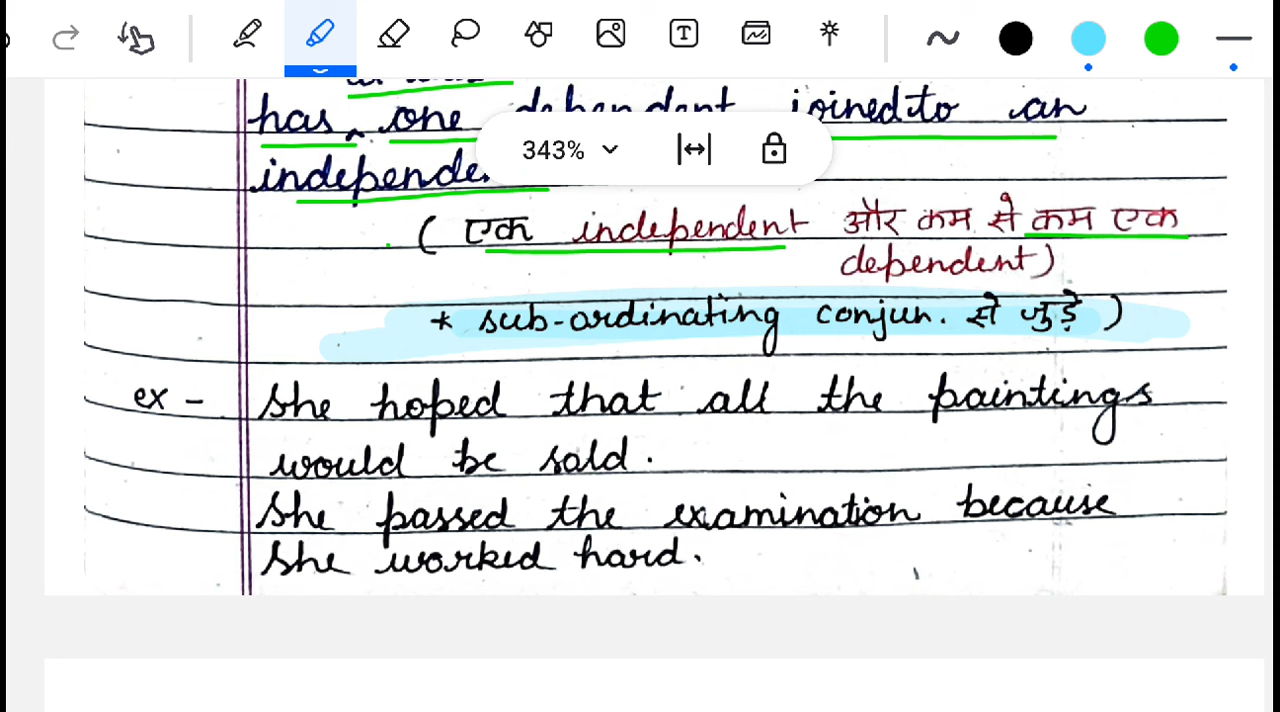 has one dependent joined to an
343%
independe
( एक independent और कम से कम एक
dependent)
* sub-ordinating conjun. से जुड़े )
ex - She hoped that all the paintings
would be sold.
She passed the examination because
She worked hard.